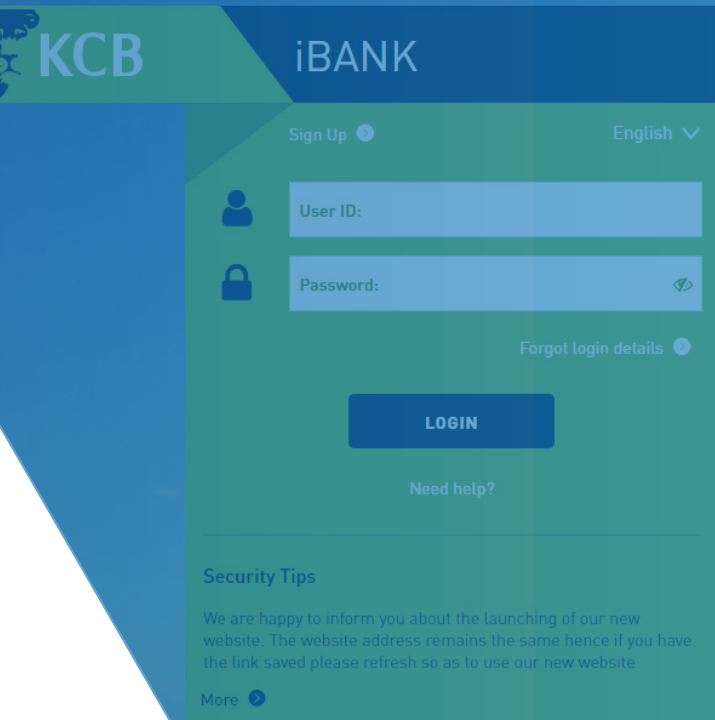 KCB
iBANK
Sign Up
English
User ID:
Password:
Forgot login details
LOGIN
Need help?
Security Tips
We are happy to inform you about the launching of our new
website. The website address remains the same hence if you have
the link saved please refresh so as to use our new website
More